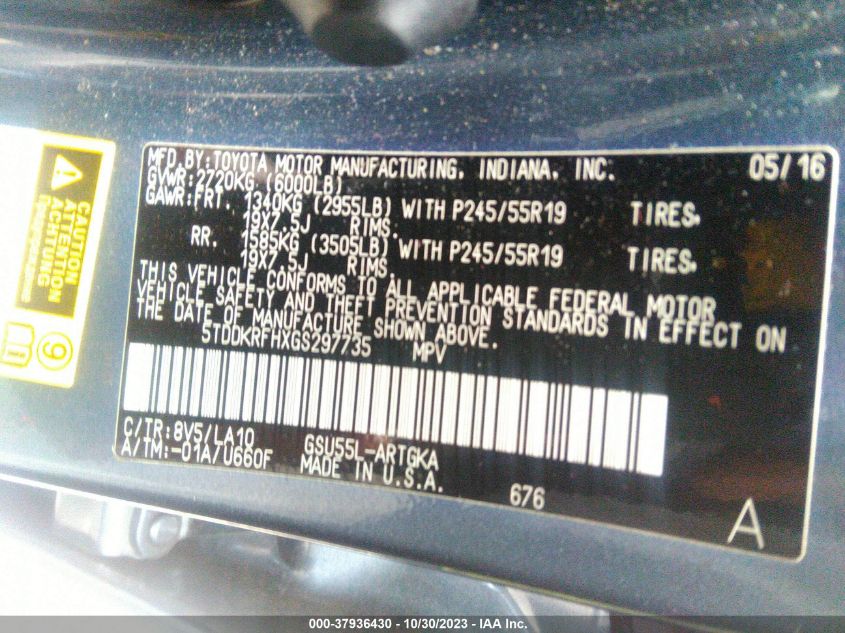 MFD. BY: TOYOTA MOTOR MANUFACTURING, INDIANA, INC. 05/16
GVWR: 2720KG (6000LB)
GAWR: FRT. 1340KG (2955LB) WITH P245/55R19 TIRES,
19X7.5J RIMS.
RR. 1585KG (3505LB) WITH P245/55R19 TIRES,
19X7.5J RIMS.
THIS VEHICLE CONFORMS TO ALL APPLICABLE FEDERAL MOTOR
VEHICLE SAFETY AND THEFT PREVENTION STANDARDS IN EFFECT ON
THE DATE OF MANUFACTURE SHOWN ABOVE.
5TDDKRFHXGS297735 MPV
C/TR: 8V5/LA10 GSU55L-ARTGKA
A/TM:-01A/U660F MADE IN U.S.A.
676
A
CAUTION
ATTENTION
ACHTUNG
9
000-37936430 - 10/30/2023 - IAA Inc.